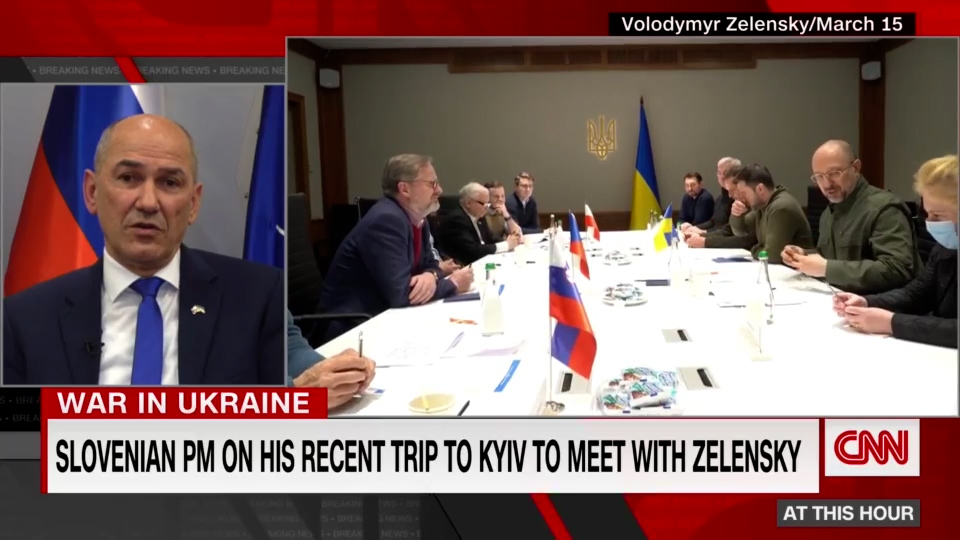 Volodymyr Zelensky/March 15
• BREAKING NEWS • BREAKING NEWS • BREAKING NEWS •
WAR IN UKRAINE
SLOVENIAN PM ON HIS RECENT TRIP TO KYIV TO MEET WITH ZELENSKY
CNN
AT THIS HOUR